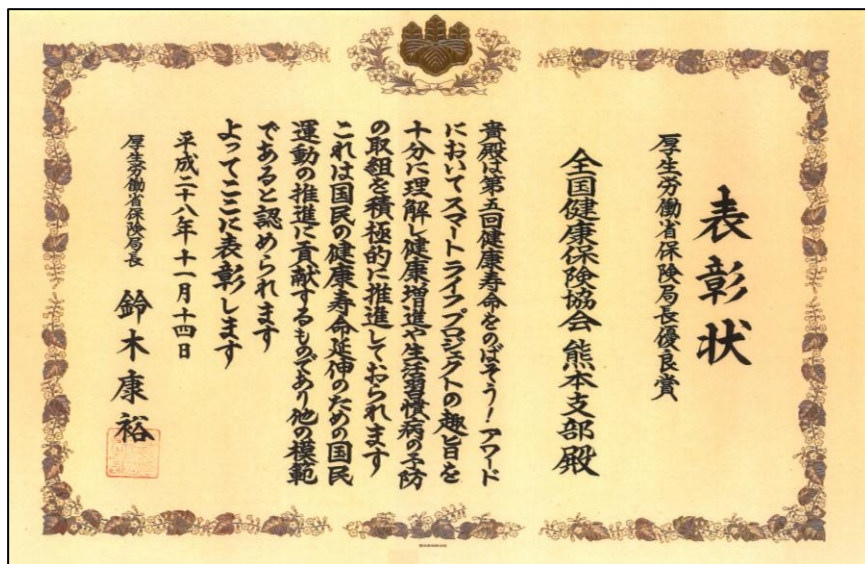 表彰状
厚生労働省保険局長優良賞
全国健康保険協会 熊本支部殿
貴殿は第五回健康寿命をのばそう!アワード
においてスマートライフプロジェクトの趣旨を
十分に理解し健康増進や生活習慣病の予防
の取組を積極的に推進しておられます
これは国民の健康寿命延伸のための国民
運動の推進に貢献するものであり他の模範
であると認められます
よってここに表彰します
平成二十八年十一月十四日
厚生労働省保険局長 鈴木康裕